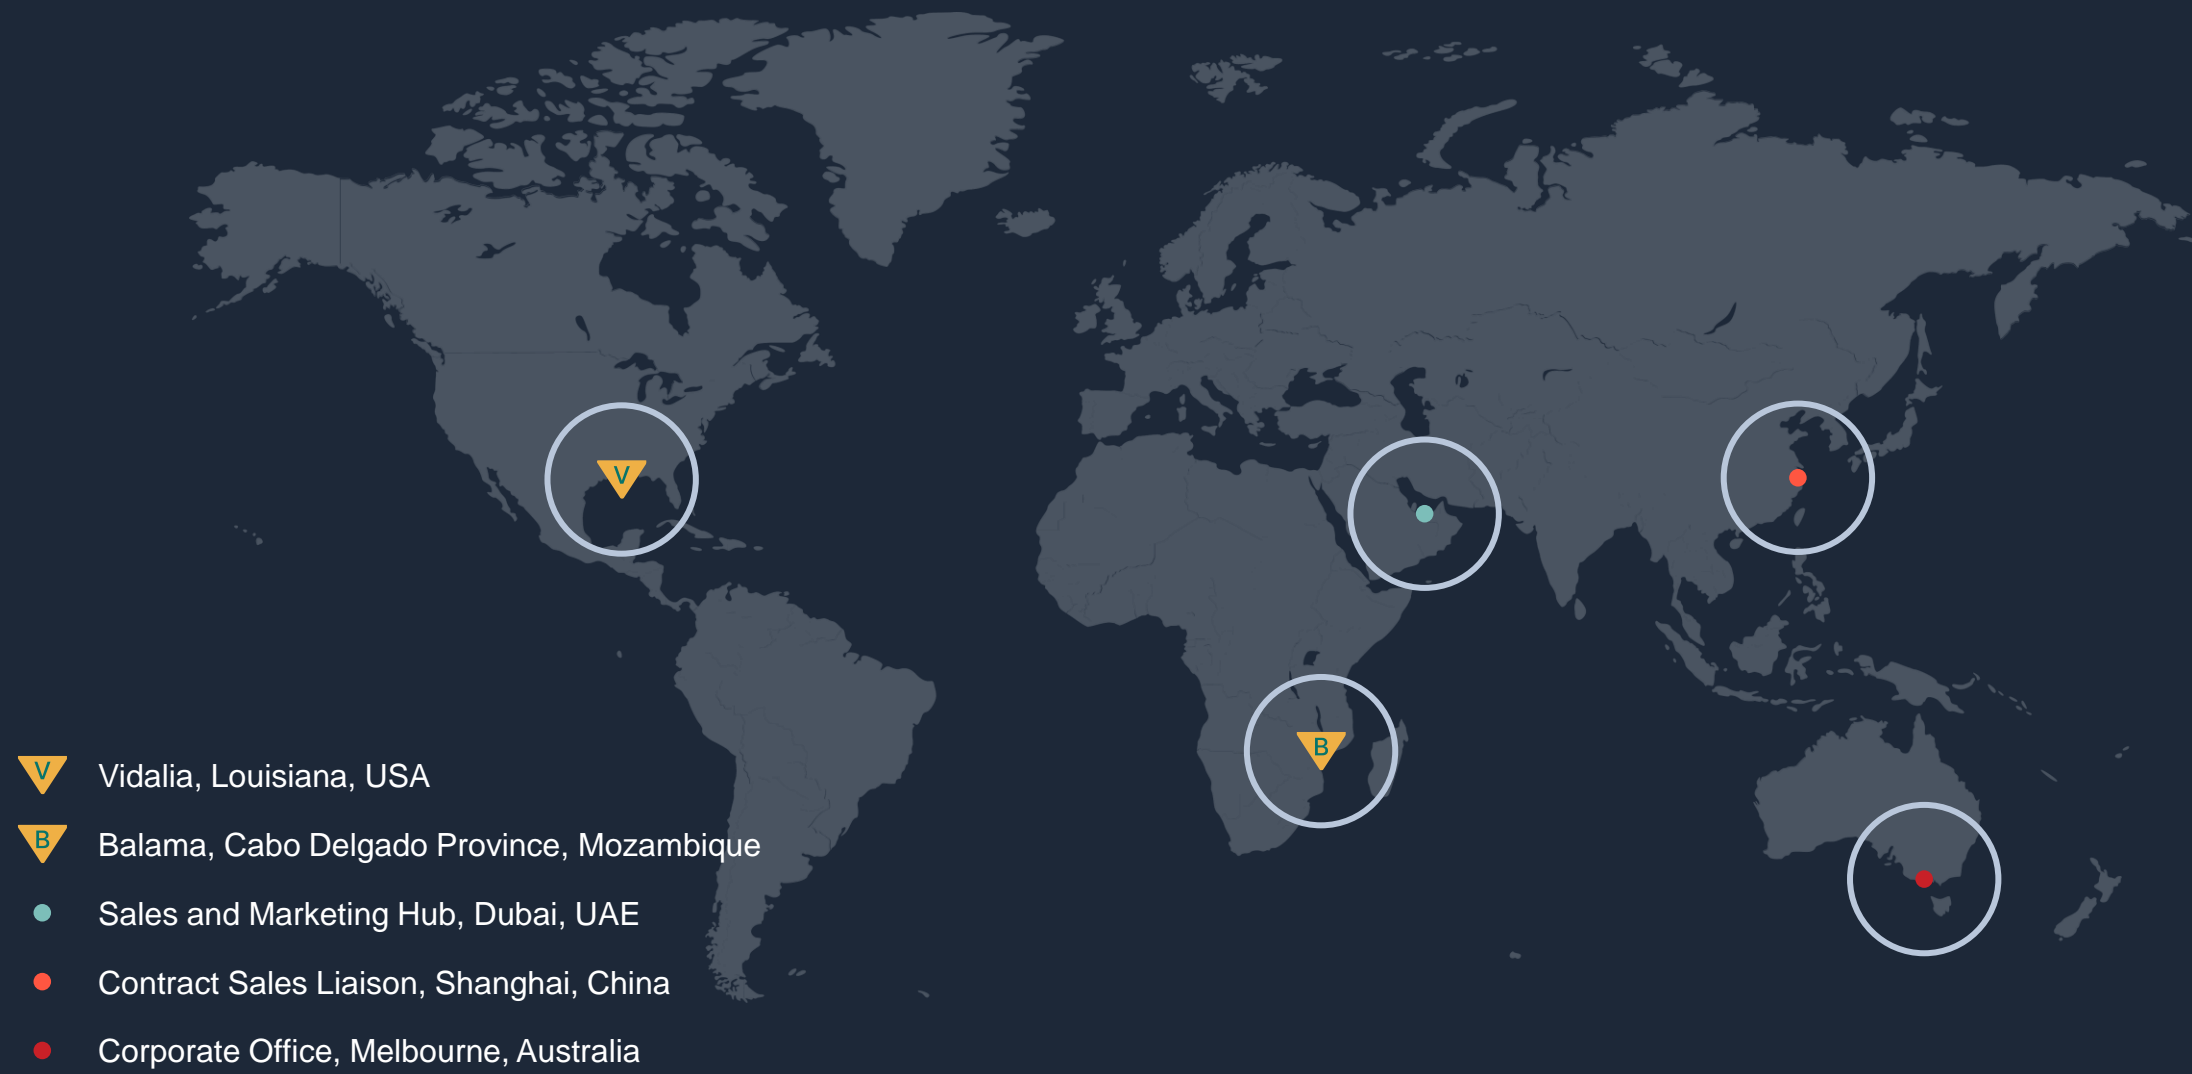 V
B
V Vidalia, Louisiana, USA
B Balama, Cabo Delgado Province, Mozambique
Sales and Marketing Hub, Dubai, UAE
Contract Sales Liaison, Shanghai, China
Corporate Office, Melbourne, Australia